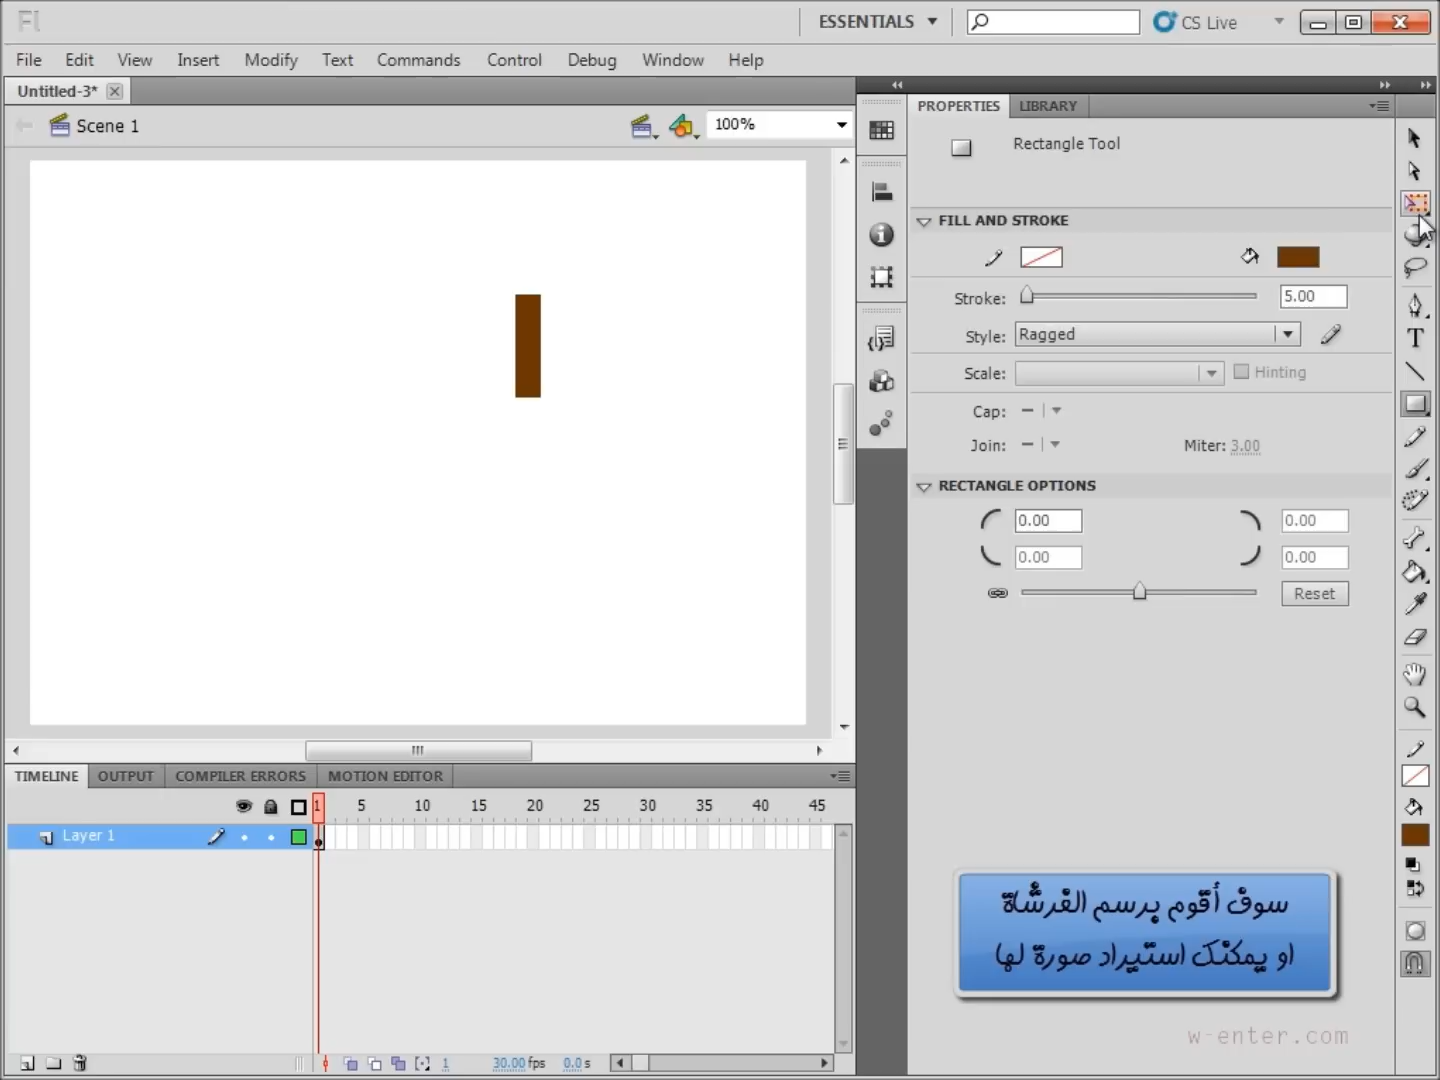 Fl
ESSENTIALS
CS Live
File Edit View Insert Modify Text Commands Control Debug Window Help
Untitled-3*
Scene 1
100%
PROPERTIES LIBRARY
Rectangle Tool
FILL AND STROKE
Stroke: 5.00
Style: Ragged
Scale: Hinting
Cap:
Join: Miter: 3.00
RECTANGLE OPTIONS
0.00 0.00
0.00 0.00
Reset
TIMELINE OUTPUT COMPILER ERRORS MOTION EDITOR
1 5 10 15 20 25 30 35 40 45
Layer 1
1 30.00 fps 0.0 s
سوف أقوم برسم الفرشاة
او يمكنك استيراد صورة لها
w-enter.com